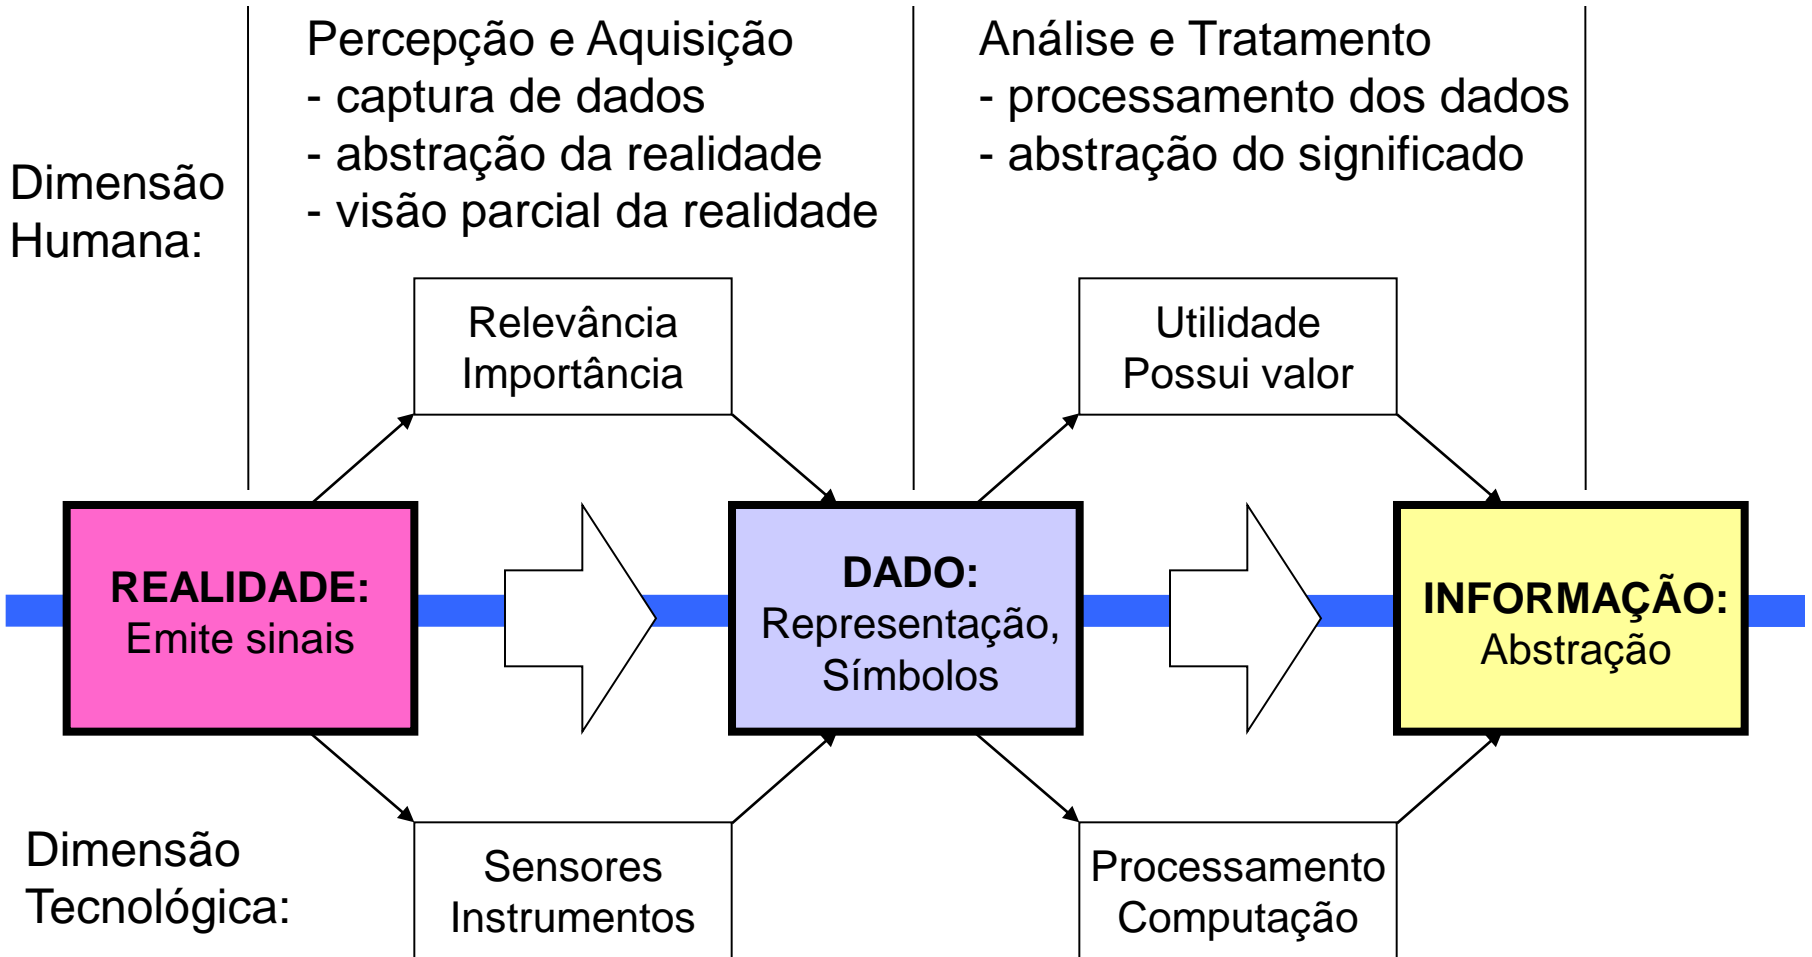 Percepção e Aquisição
- captura de dados
- abstração da realidade
- visão parcial da realidade
Análise e Tratamento
- processamento dos dados
- abstração do significado
Dimensão
Humana:
Relevância
Importância
Utilidade
Possui valor
REALIDADE:
Emite sinais
DADO:
Representação,
Símbolos
INFORMAÇÃO:
Abstração
Dimensão
Tecnológica:
Sensores
Instrumentos
Processamento
Computação